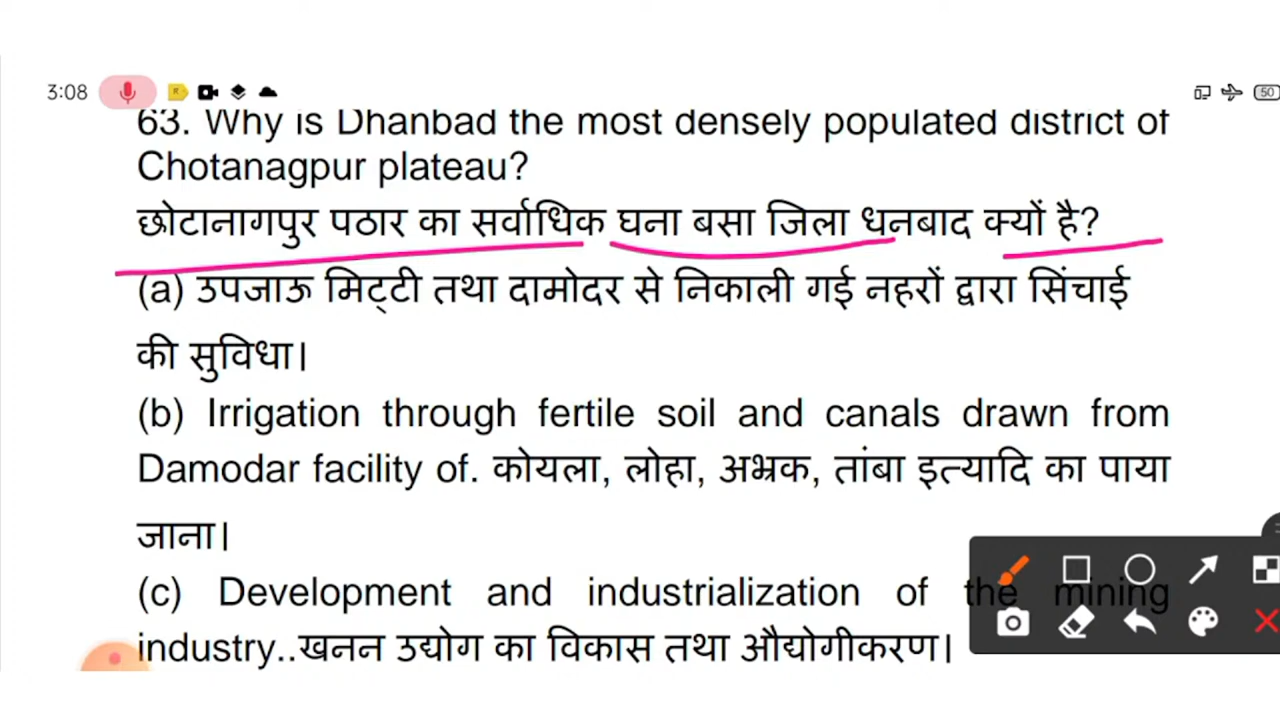 3:08
50
63. Why is Dhanbad the most densely populated district of
Chotanagpur plateau?
छोटानागपुर पठार का सर्वाधिक घना बसा जिला धनबाद क्यों है?
(a) उपजाऊ मिट्टी तथा दामोदर से निकाली गई नहरों द्वारा सिंचाई
की सुविधा।
(b) Irrigation through fertile soil and canals drawn from
Damodar facility of. कोयला, लोहा, अभ्रक, तांबा इत्यादि का पाया
जाना।
(c) Development and industrialization of the mining
industry..खनन उद्योग का विकास तथा औद्योगीकरण।